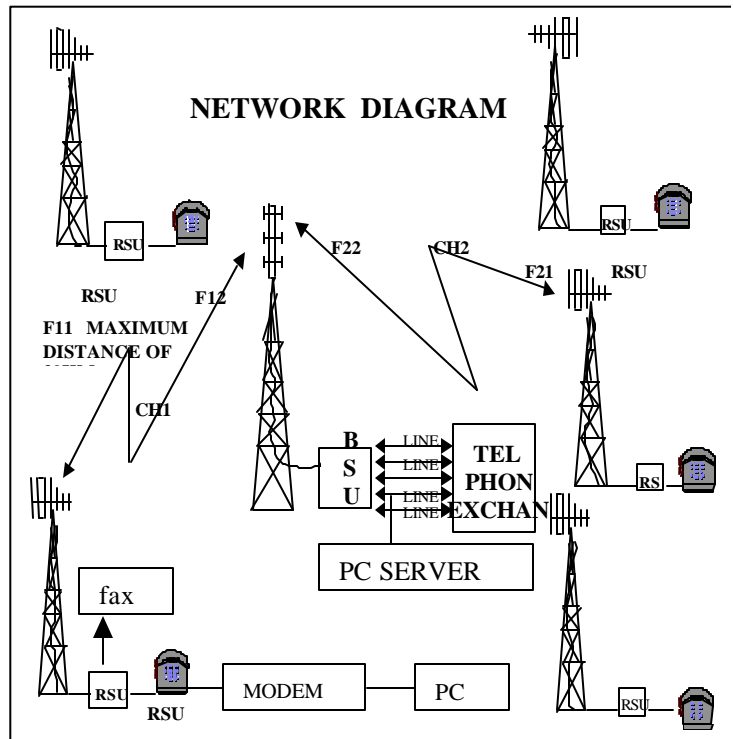 NETWORK DIAGRAM
RSU
RSU
F22
CH2
RSU
F12
F21
RSU
F11 MAXIMUM
DISTANCE OF
CH1
B
S
U
LINE
LINE
LINE
LINE
TEL
PHON
EXCHAN
RS
PC SERVER
fax
RSU
RSU
MODEM
PC
RSU